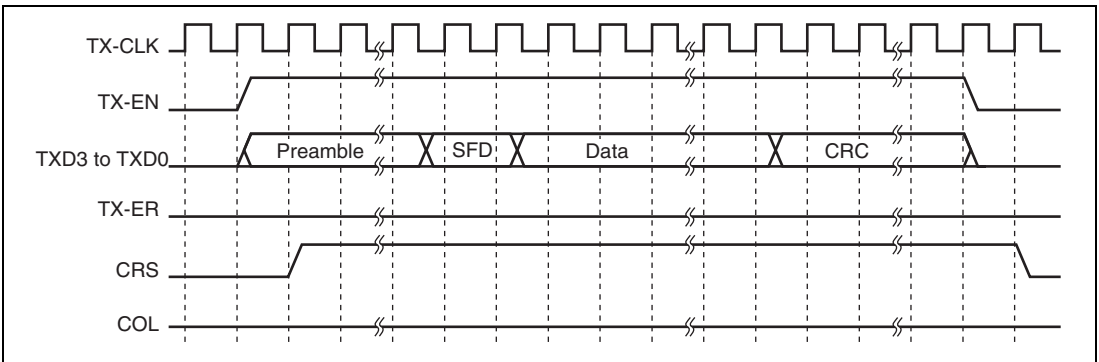 TX-CLK
TX-EN
TXD3 to TXD0
Preamble
SFD
Data
CRC
TX-ER
CRS
COL